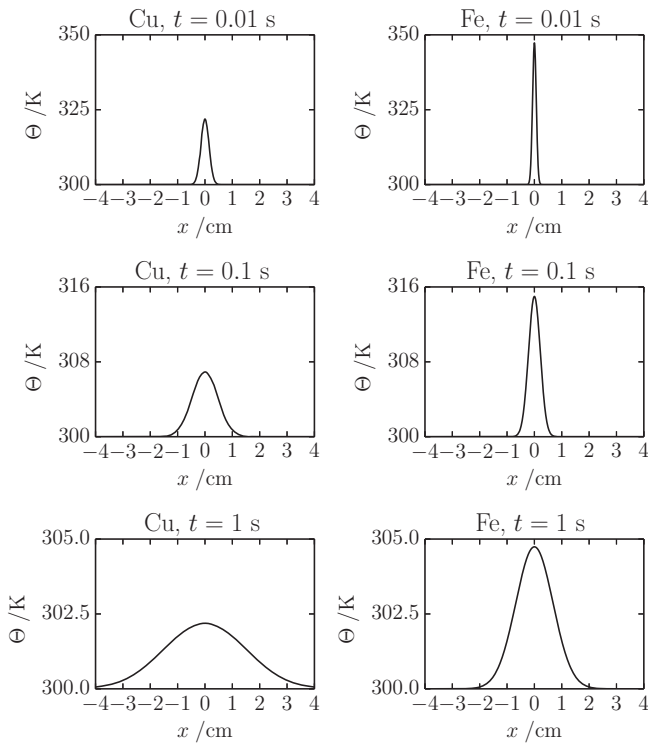 Cu, t = 0.01 s
350
325
300
Θ /K
−4−3−2−1 0 1 2 3 4
x /cm
Fe, t = 0.01 s
350
325
300
Θ /K
−4−3−2−1 0 1 2 3 4
x /cm
Cu, t = 0.1 s
316
308
300
Θ /K
−4−3−2−1 0 1 2 3 4
x /cm
Fe, t = 0.1 s
316
308
300
Θ /K
−4−3−2−1 0 1 2 3 4
x /cm
Cu, t = 1 s
305.0
302.5
300.0
Θ /K
−4−3−2−1 0 1 2 3 4
x /cm
Fe, t = 1 s
305.0
302.5
300.0
Θ /K
−4−3−2−1 0 1 2 3 4
x /cm